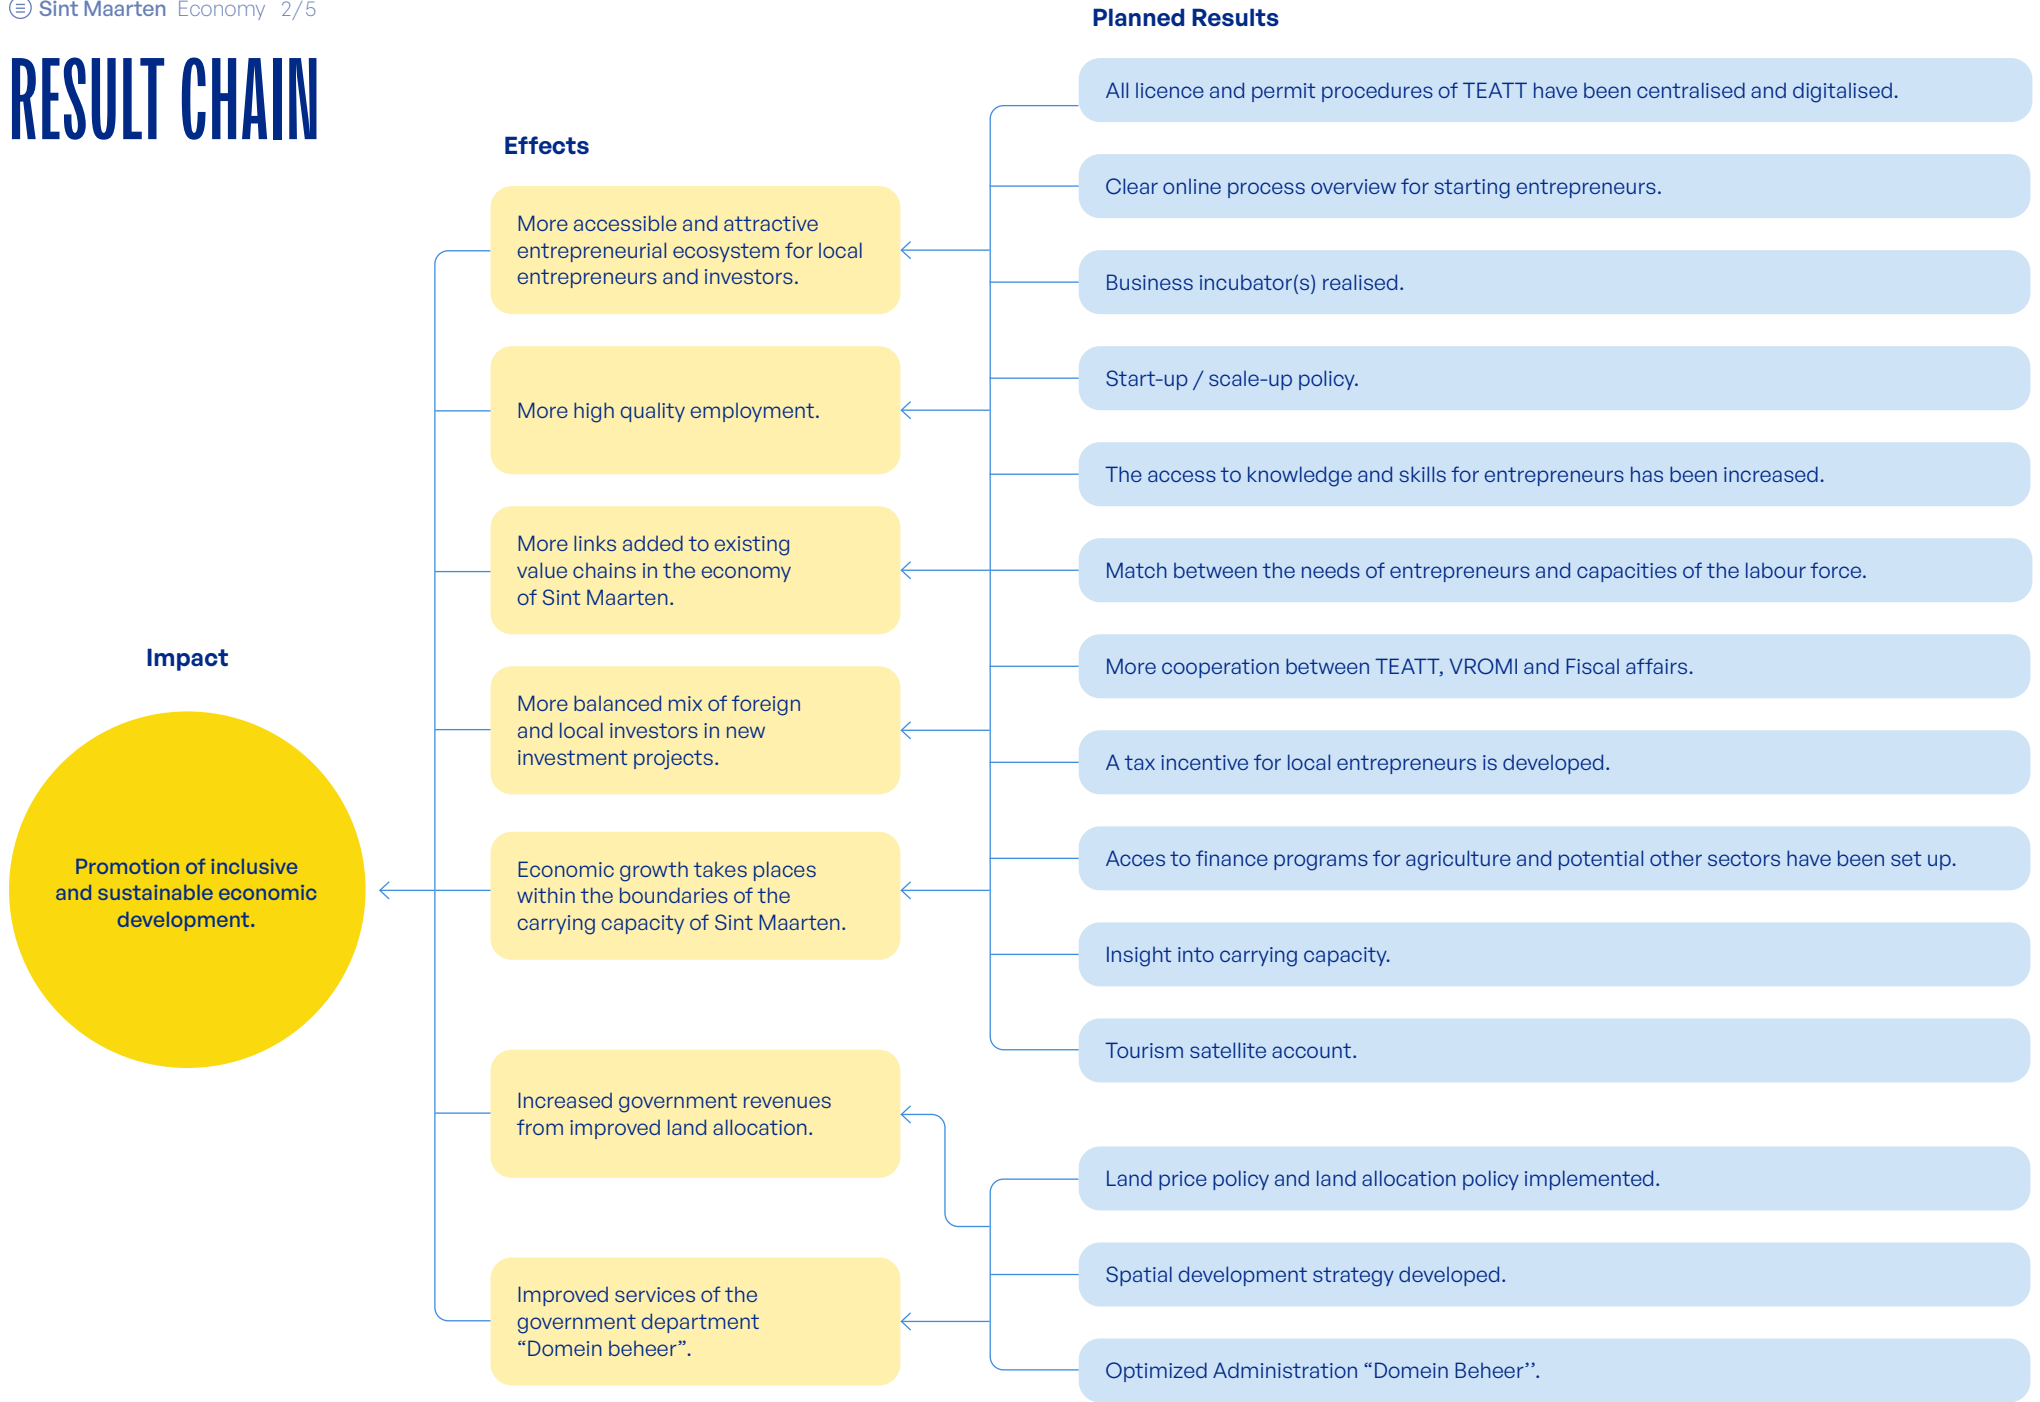 Sint Maarten Economy 2/5
RESULT CHAIN
Impact
Promotion of inclusive
and sustainable economic
development.
Effects
More accessible and attractive
entrepreneurial ecosystem for local
entrepreneurs and investors.
More high quality employment.
More links added to existing
value chains in the economy
of Sint Maarten.
More balanced mix of foreign
and local investors in new
investment projects.
Economic growth takes places
within the boundaries of the
carrying capacity of Sint Maarten.
Increased government revenues
from improved land allocation.
Improved services of the
government department
“Domein beheer”.
Planned Results
All licence and permit procedures of TEATT have been centralised and digitalised.
Clear online process overview for starting entrepreneurs.
Business incubator(s) realised.
Start-up / scale-up policy.
The access to knowledge and skills for entrepreneurs has been increased.
Match between the needs of entrepreneurs and capacities of the labour force.
More cooperation between TEATT, VROMI and Fiscal affairs.
A tax incentive for local entrepreneurs is developed.
Acces to finance programs for agriculture and potential other sectors have been set up.
Insight into carrying capacity.
Tourism satellite account.
Land price policy and land allocation policy implemented.
Spatial development strategy developed.
Optimized Administration “Domein Beheer’’.